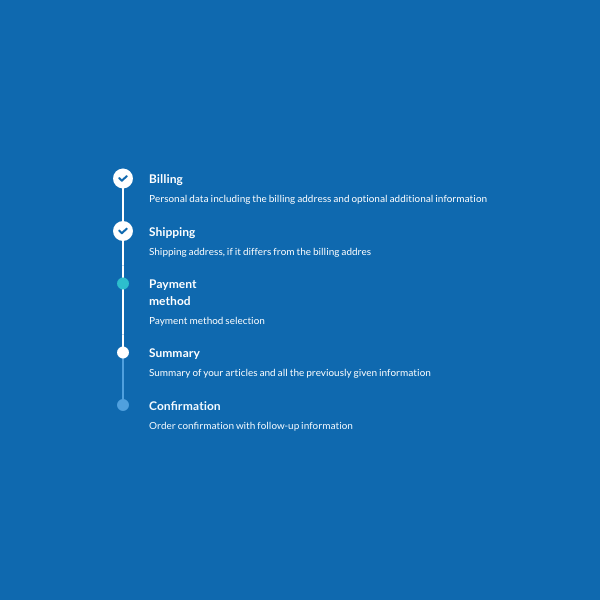 Billing
Personal data including the billing address and optional additional information
Shipping
Shipping address, if it differs from the billing addres
Payment
method
Payment method selection
Summary
Summary of your articles and all the previously given information
Confirmation
Order confirmation with follow-up information